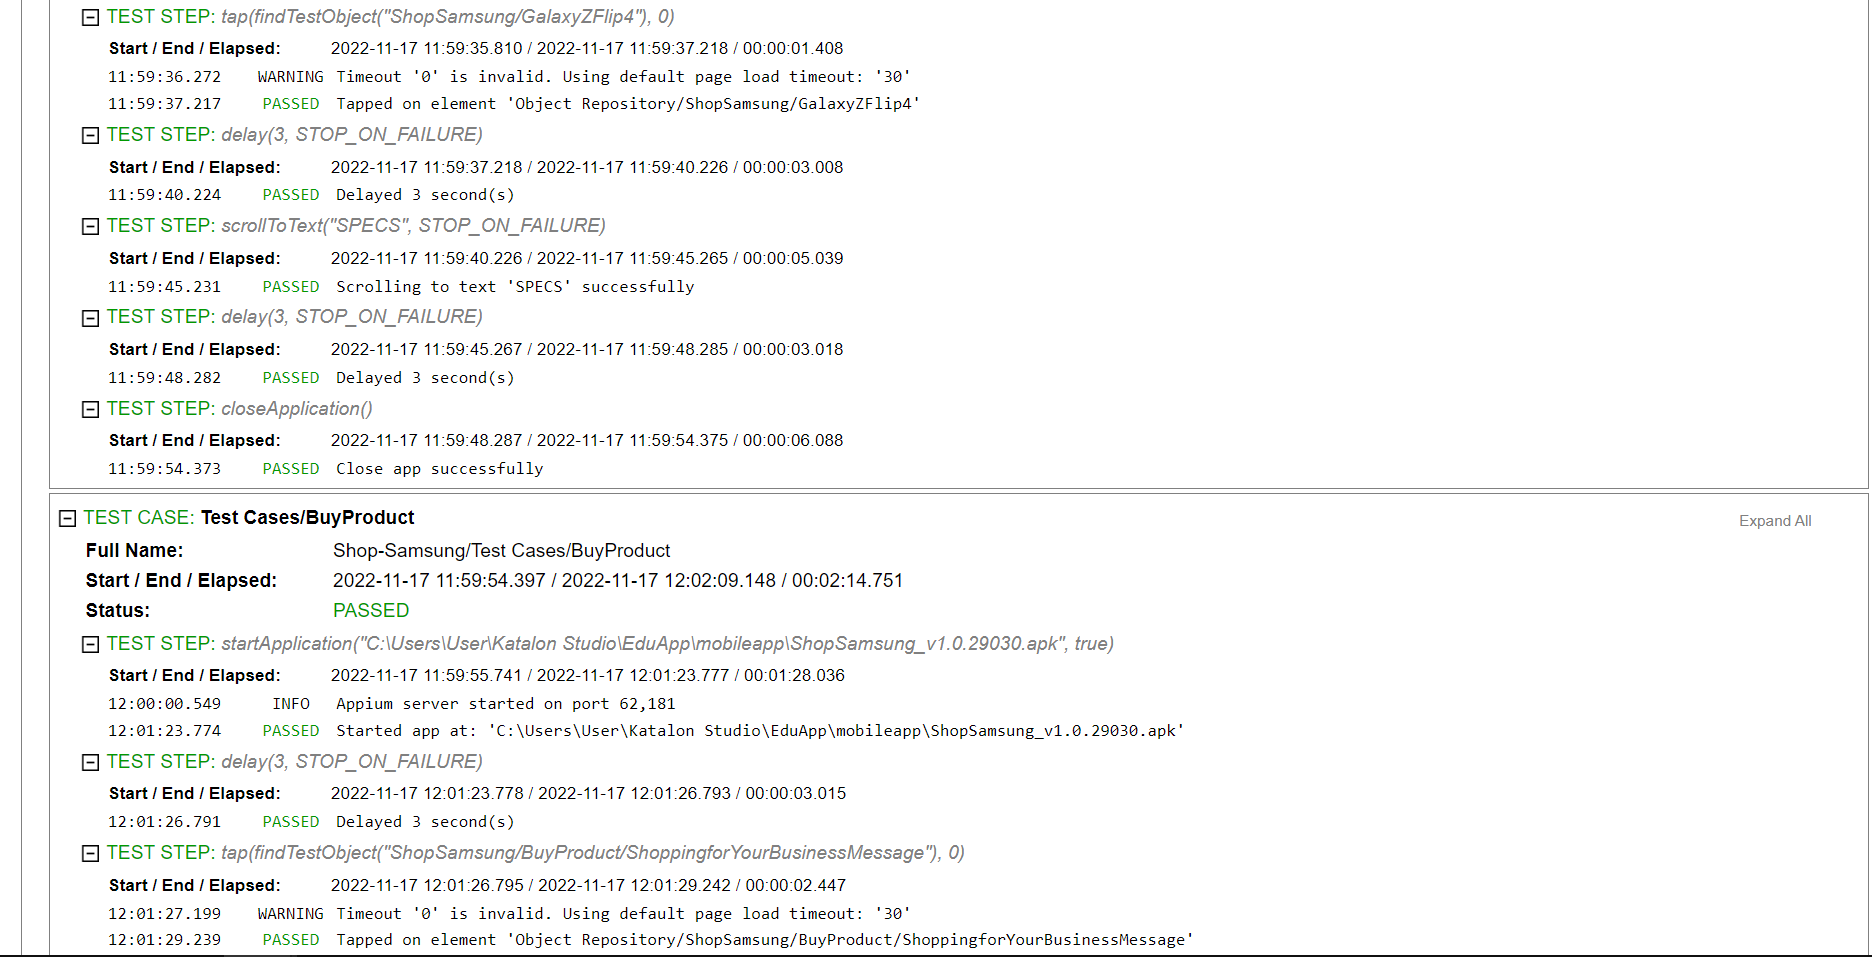 TEST STEP: tap(findTestObject("ShopSamsung/GalaxyZFlip4"), 0)
Start / End / Elapsed: 2022-11-17 11:59:35.810 / 2022-11-17 11:59:37.218 / 00:00:01.408
11:59:36.272 WARNING Timeout '0' is invalid. Using default page load timeout: '30'
11:59:37.217 PASSED Tapped on element 'Object Repository/ShopSamsung/GalaxyZFlip4'
TEST STEP: delay(3, STOP_ON_FAILURE)
Start / End / Elapsed: 2022-11-17 11:59:37.218 / 2022-11-17 11:59:40.226 / 00:00:03.008
11:59:40.224 PASSED Delayed 3 second(s)
TEST STEP: scrollToText("SPECS", STOP_ON_FAILURE)
Start / End / Elapsed: 2022-11-17 11:59:40.226 / 2022-11-17 11:59:45.265 / 00:00:05.039
11:59:45.231 PASSED Scrolling to text 'SPECS' successfully
TEST STEP: delay(3, STOP_ON_FAILURE)
Start / End / Elapsed: 2022-11-17 11:59:45.267 / 2022-11-17 11:59:48.285 / 00:00:03.018
11:59:48.282 PASSED Delayed 3 second(s)
TEST STEP: closeApplication()
Start / End / Elapsed: 2022-11-17 11:59:48.287 / 2022-11-17 11:59:54.375 / 00:00:06.088
11:59:54.373 PASSED Close app successfully
TEST CASE: Test Cases/BuyProduct Expand All
Full Name: Shop-Samsung/Test Cases/BuyProduct
Start / End / Elapsed: 2022-11-17 11:59:54.397 / 2022-11-17 12:02:09.148 / 00:02:14.751
Status: PASSED
TEST STEP: startApplication("C:\Users\User\Katalon Studio\EduApp\mobileapp\ShopSamsung_v1.0.29030.apk", true)
Start / End / Elapsed: 2022-11-17 11:59:55.741 / 2022-11-17 12:01:23.777 / 00:01:28.036
12:00:00.549 INFO Appium server started on port 62,181
12:01:23.774 PASSED Started app at: 'C:\Users\User\Katalon Studio\EduApp\mobileapp\ShopSamsung_v1.0.29030.apk'
TEST STEP: delay(3, STOP_ON_FAILURE)
Start / End / Elapsed: 2022-11-17 12:01:23.778 / 2022-11-17 12:01:26.793 / 00:00:03.015
12:01:26.791 PASSED Delayed 3 second(s)
TEST STEP: tap(findTestObject("ShopSamsung/BuyProduct/ShoppingforYourBusinessMessage"), 0)
Start / End / Elapsed: 2022-11-17 12:01:26.795 / 2022-11-17 12:01:29.242 / 00:00:02.447
12:01:27.199 WARNING Timeout '0' is invalid. Using default page load timeout: '30'
12:01:29.239 PASSED Tapped on element 'Object Repository/ShopSamsung/BuyProduct/ShoppingforYourBusinessMessage'